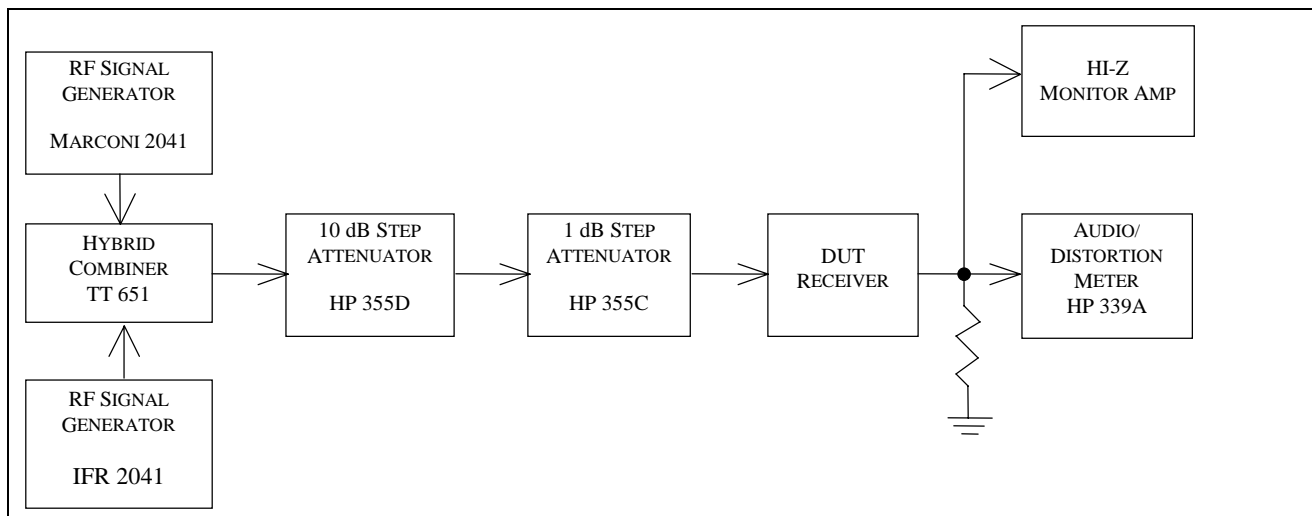 RF SIGNAL
GENERATOR
MARCONI 2041
HYBRID
COMBINER
TT 651
RF SIGNAL
GENERATOR
IFR 2041
10 dB STEP
ATTENUATOR
HP 355D
1 dB STEP
ATTENUATOR
HP 355C
DUT
RECEIVER
HI-Z
MONITOR AMP
AUDIO/
DISTORTION
METER
HP 339A